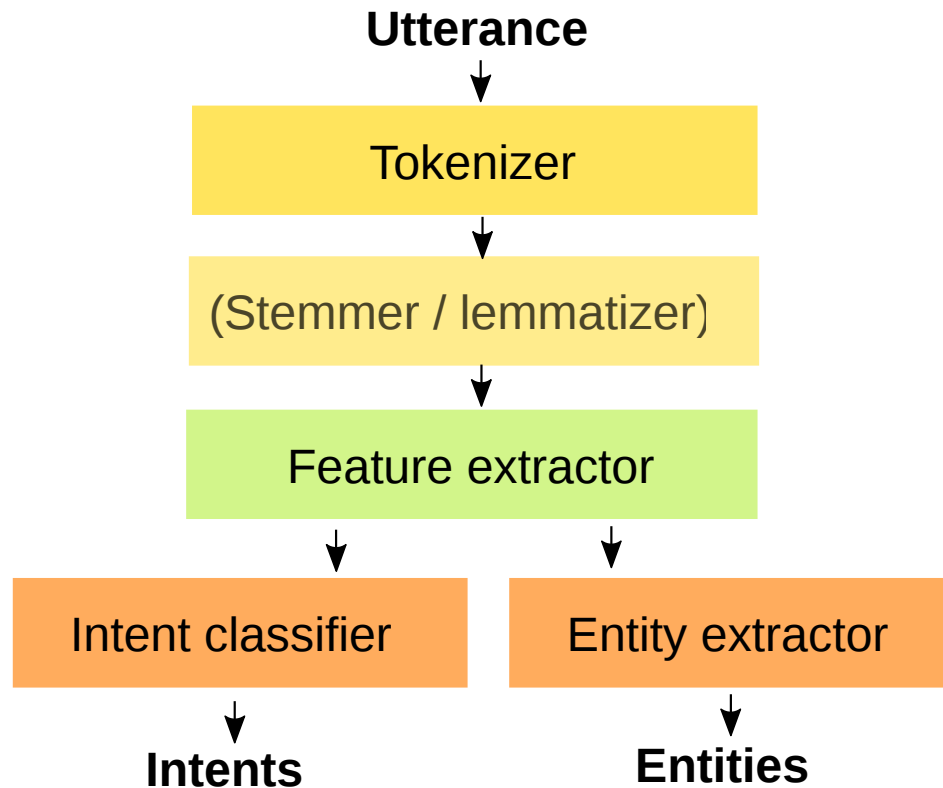 Utterance
Tokenizer
(Stemmer / lemmatizer)
Feature extractor
Intent classifier
Entity extractor
Intents
Entities